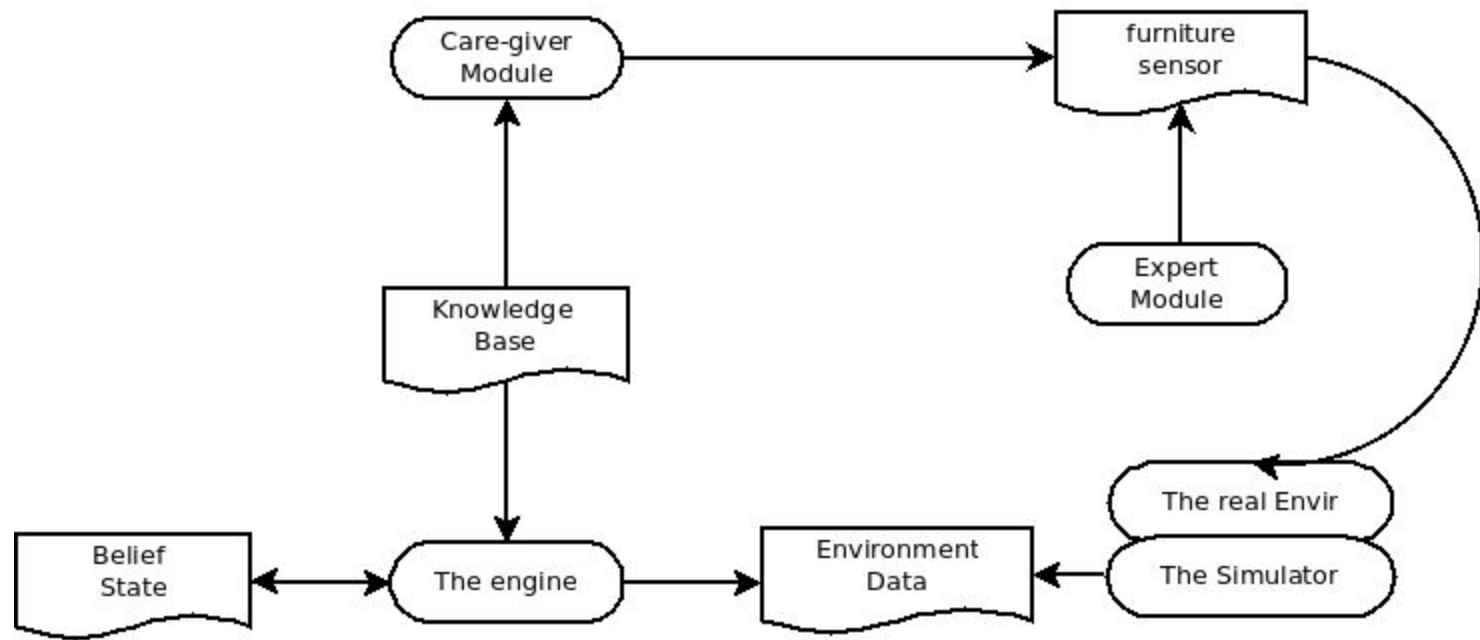 Care-giver
Module
furniture
sensor
Expert
Module
Knowledge
Base
The real Envir
Belief
State
The engine
Environment
Data
The Simulator